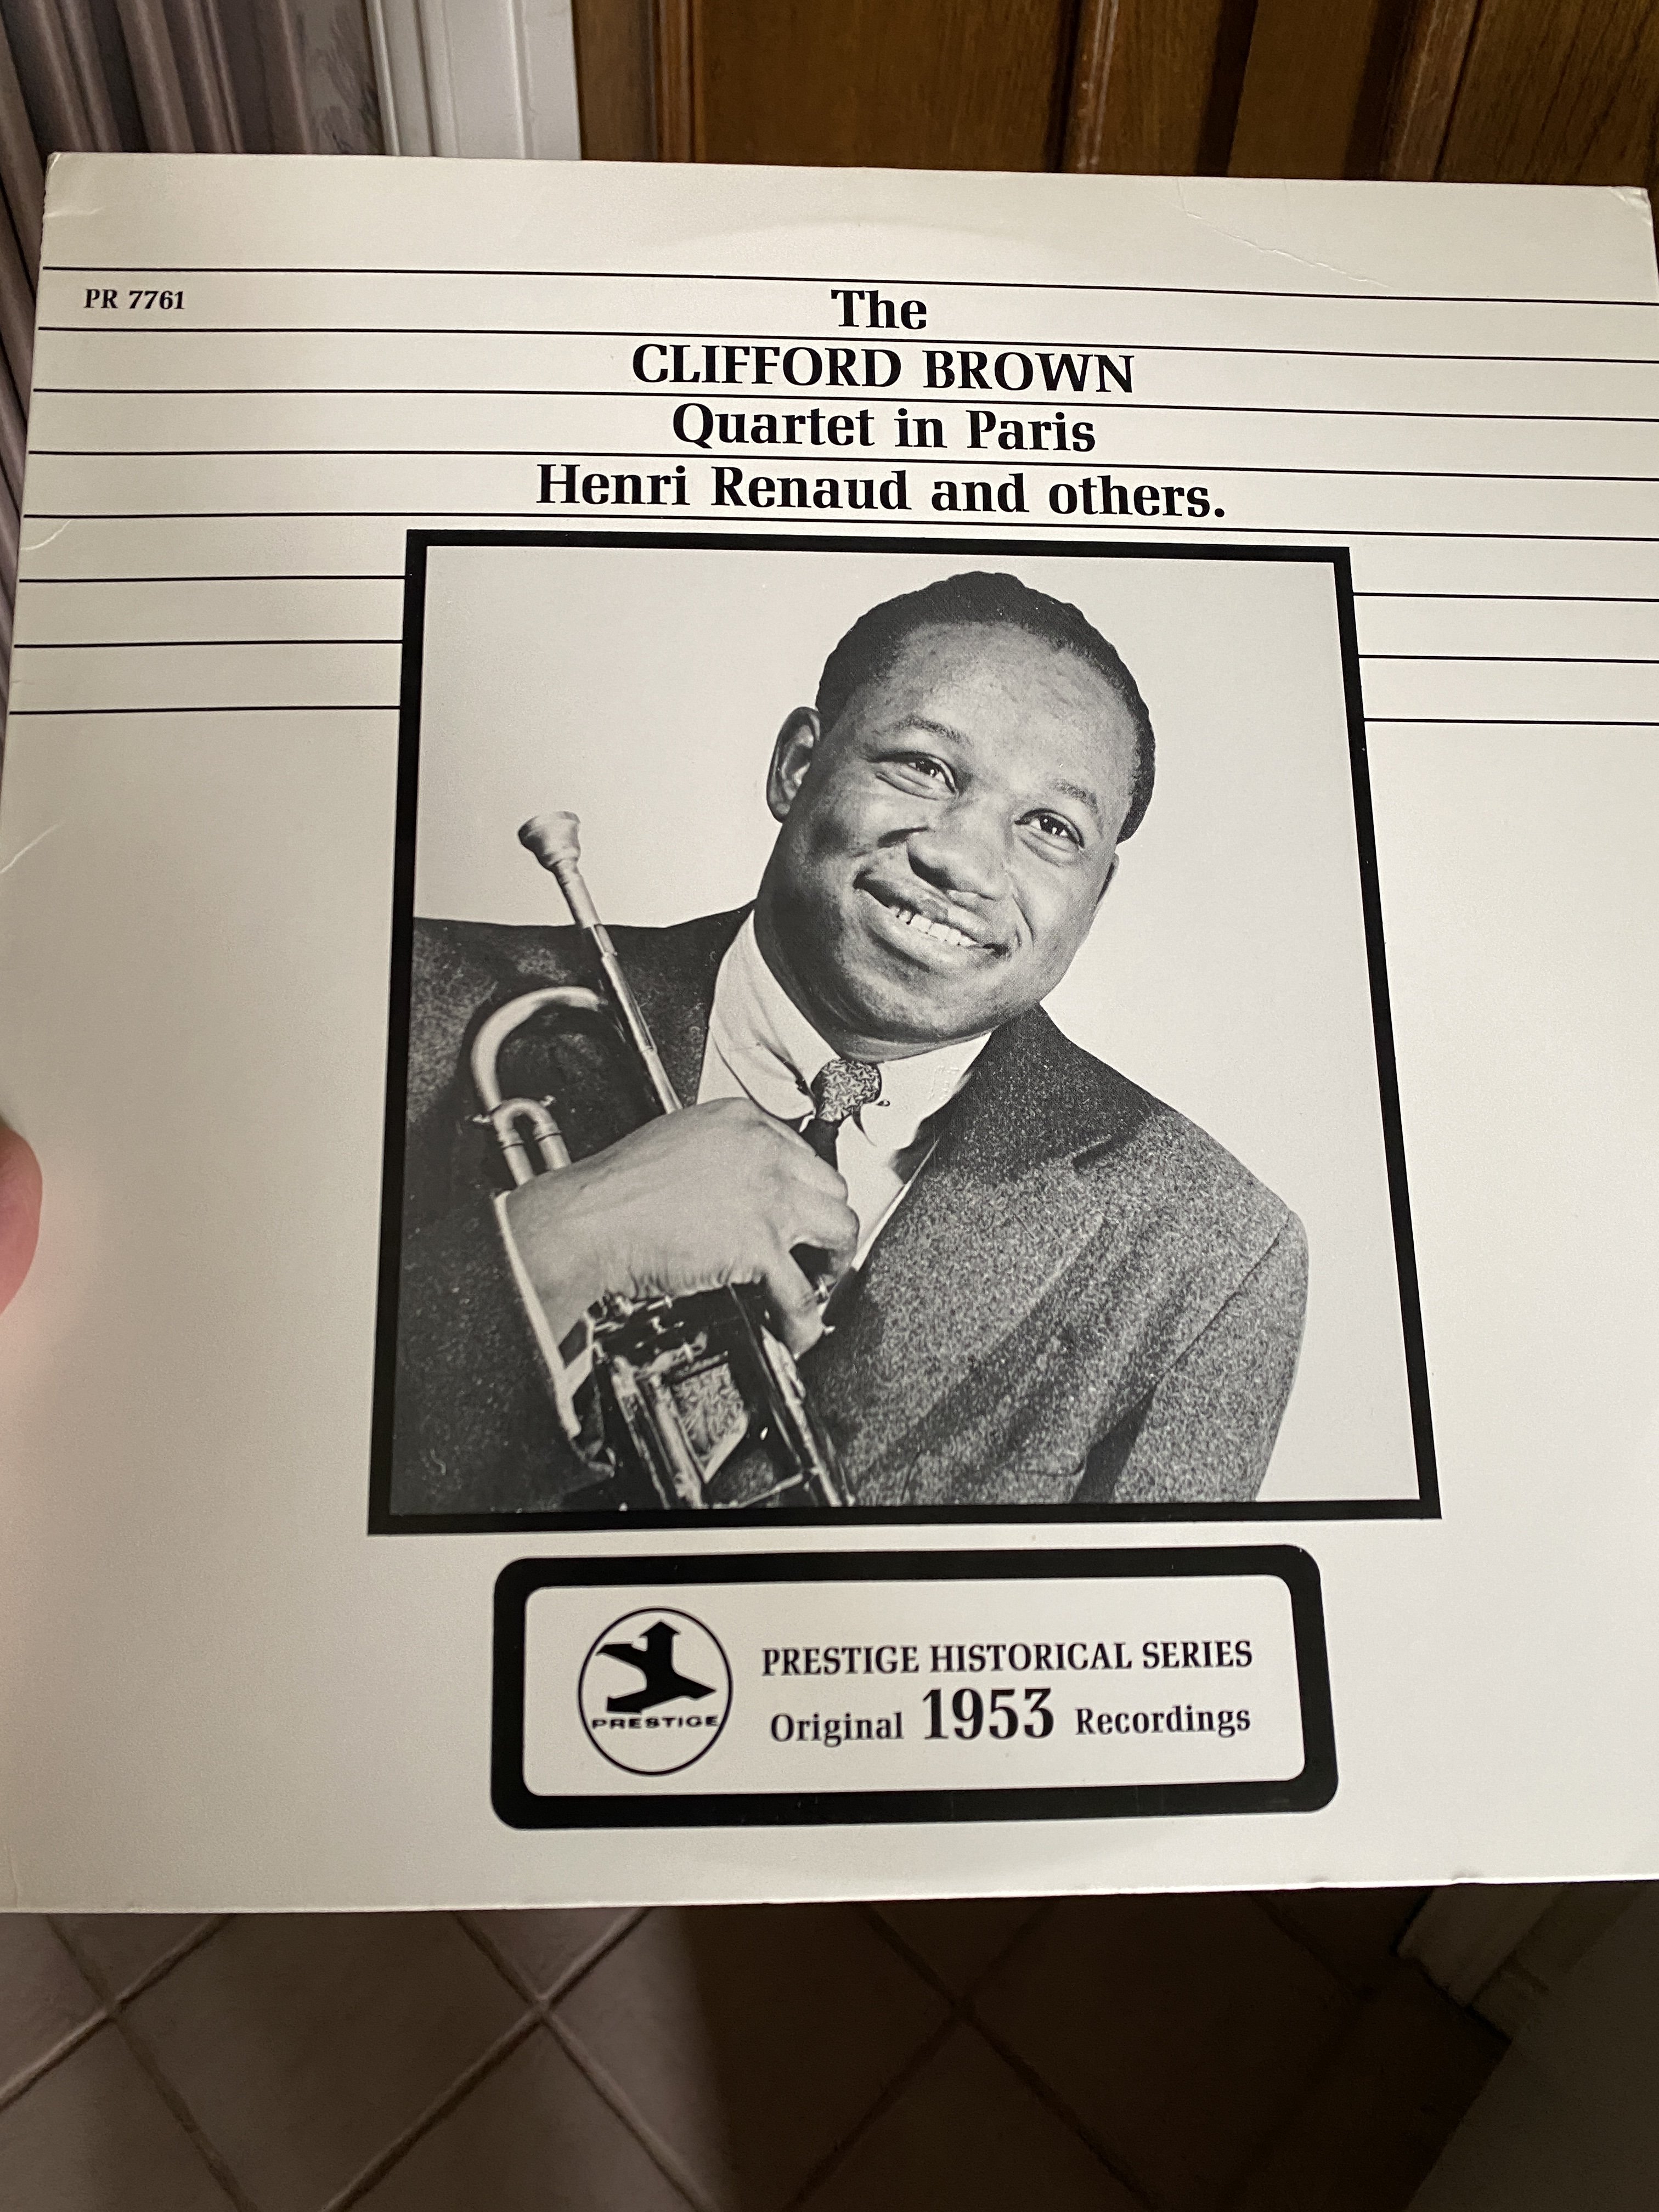 PR 7761
The
CLIFFORD BROWN
Quartet in Paris
Henri Renaud and others.
PRESTIGE
PRESTIGE HISTORICAL SERIES
Original 1953 Recordings